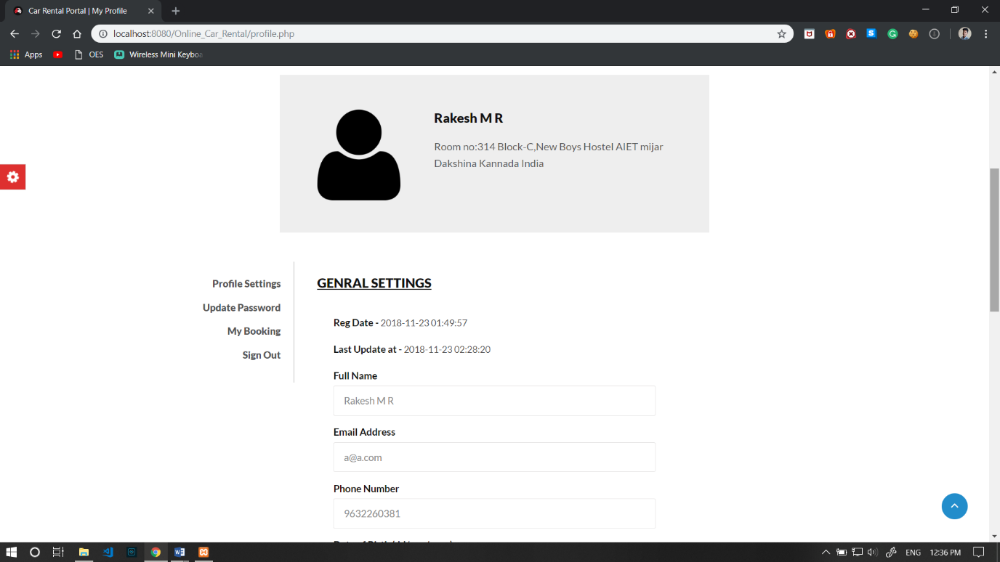 Car Rental Portal | My Profile
localhost:8080/Online_Car_Rental/profile.php
Apps OES Wireless Mini Keyboa
Rakesh M R
Room no:314 Block-C,New Boys Hostel AIET mijar
Dakshina Kannada India
Profile Settings
Update Password
My Booking
Sign Out
GENRAL SETTINGS
Reg Date - 2018-11-23 01:49:57
Last Update at - 2018-11-23 02:28:20
Full Name
Rakesh M R
Email Address
a@a.com
Phone Number
9632260381
ENG 12:36 PM